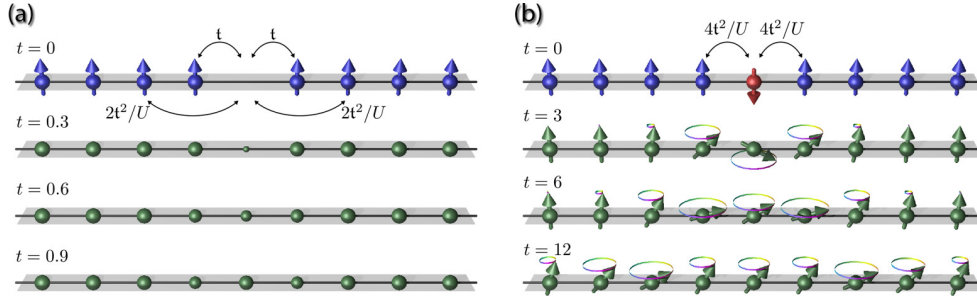 (a)
t = 0
𝔱 𝔱
2𝔱²/U 2𝔱²/U
t = 0.3
t = 0.6
t = 0.9
(b)
t = 0
4𝔱²/U 4𝔱²/U
t = 3
t = 6
t = 12